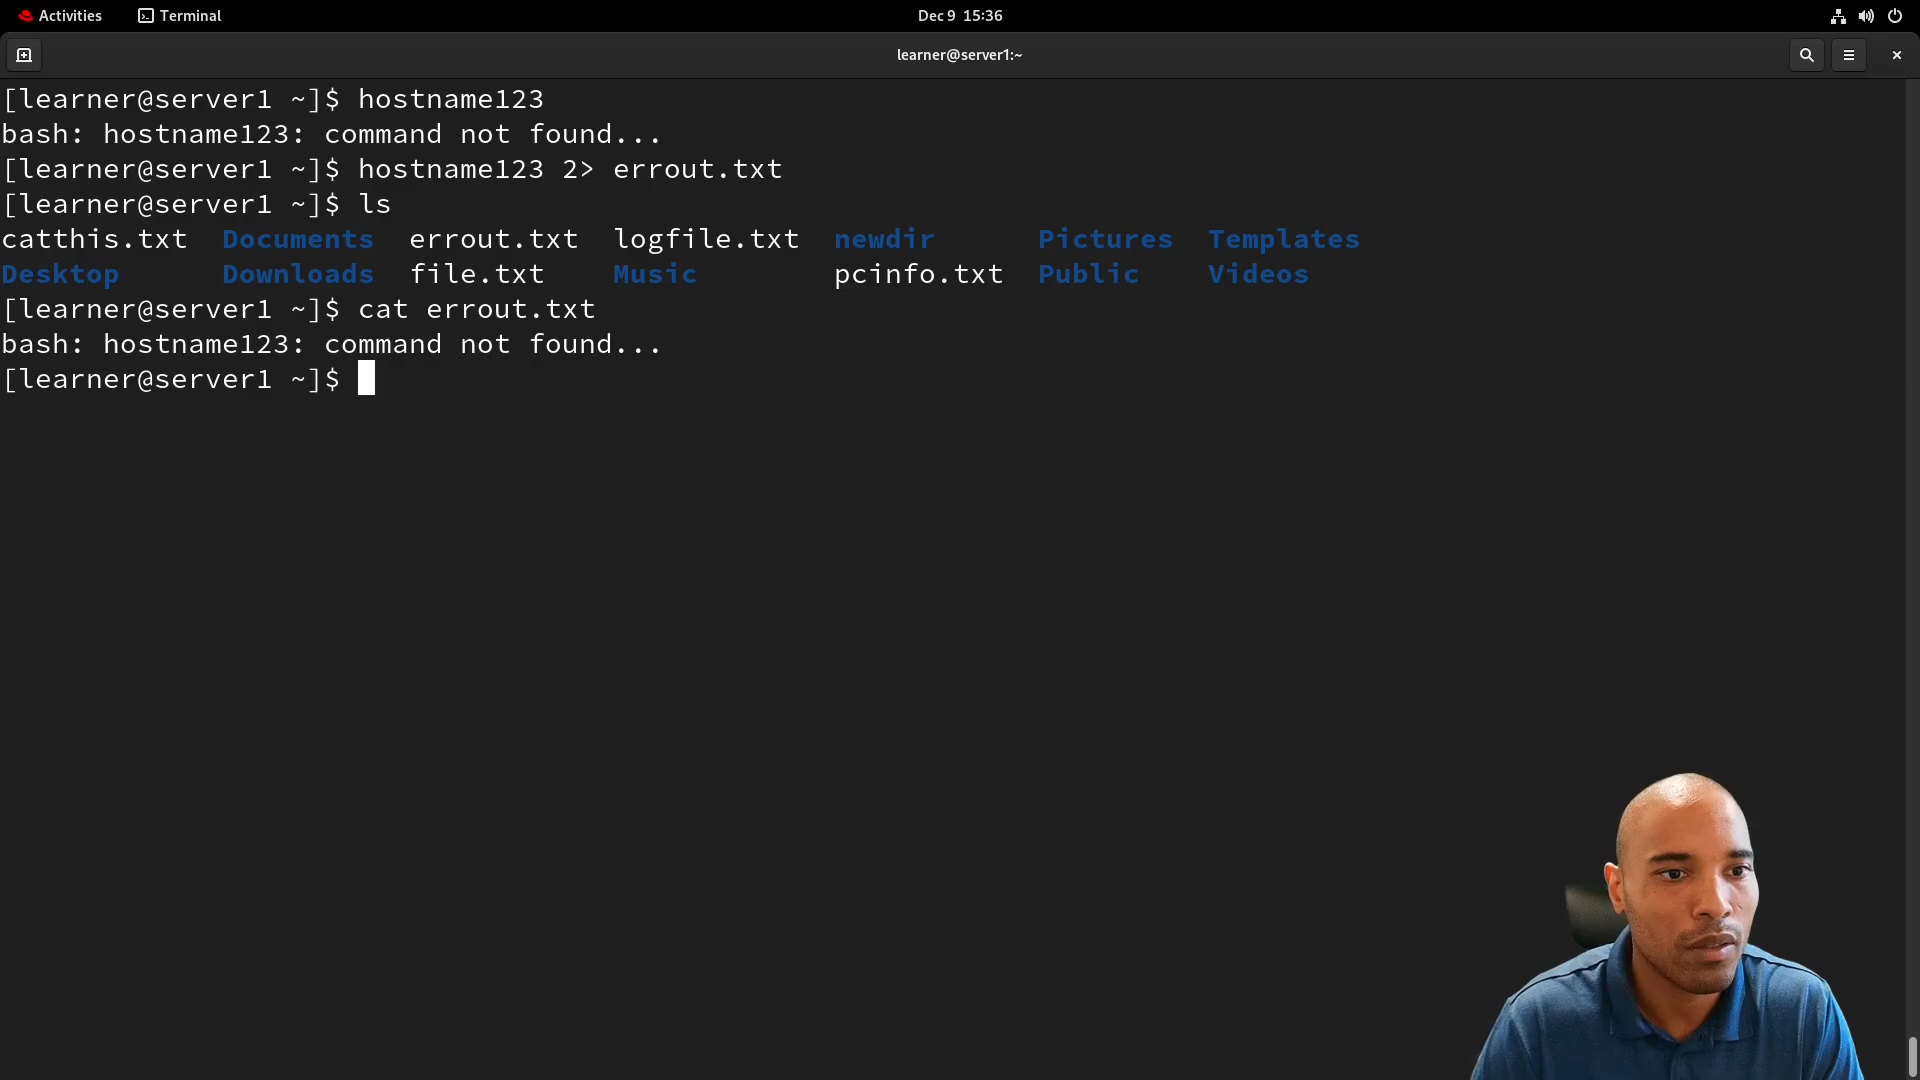 Activities Terminal Dec 9 15:36
learner@server1:~
[learner@server1 ~]$ hostname123
bash: hostname123: command not found...
[learner@server1 ~]$ hostname123 2> errout.txt
[learner@server1 ~]$ ls
catthis.txt Documents errout.txt logfile.txt newdir Pictures Templates
Desktop Downloads file.txt Music pcinfo.txt Public Videos
[learner@server1 ~]$ cat errout.txt
bash: hostname123: command not found...
[learner@server1 ~]$